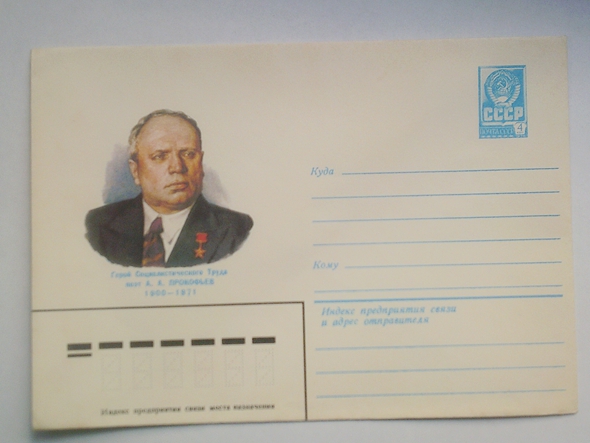 СССР
4
Куда
Кому
Герой Социалистического Труда
поэт А. А. ПРОКОФЬЕВ
1900—1971
Индекс предприятия связи
и адрес отправителя
Индекс предприятия связи места назначения